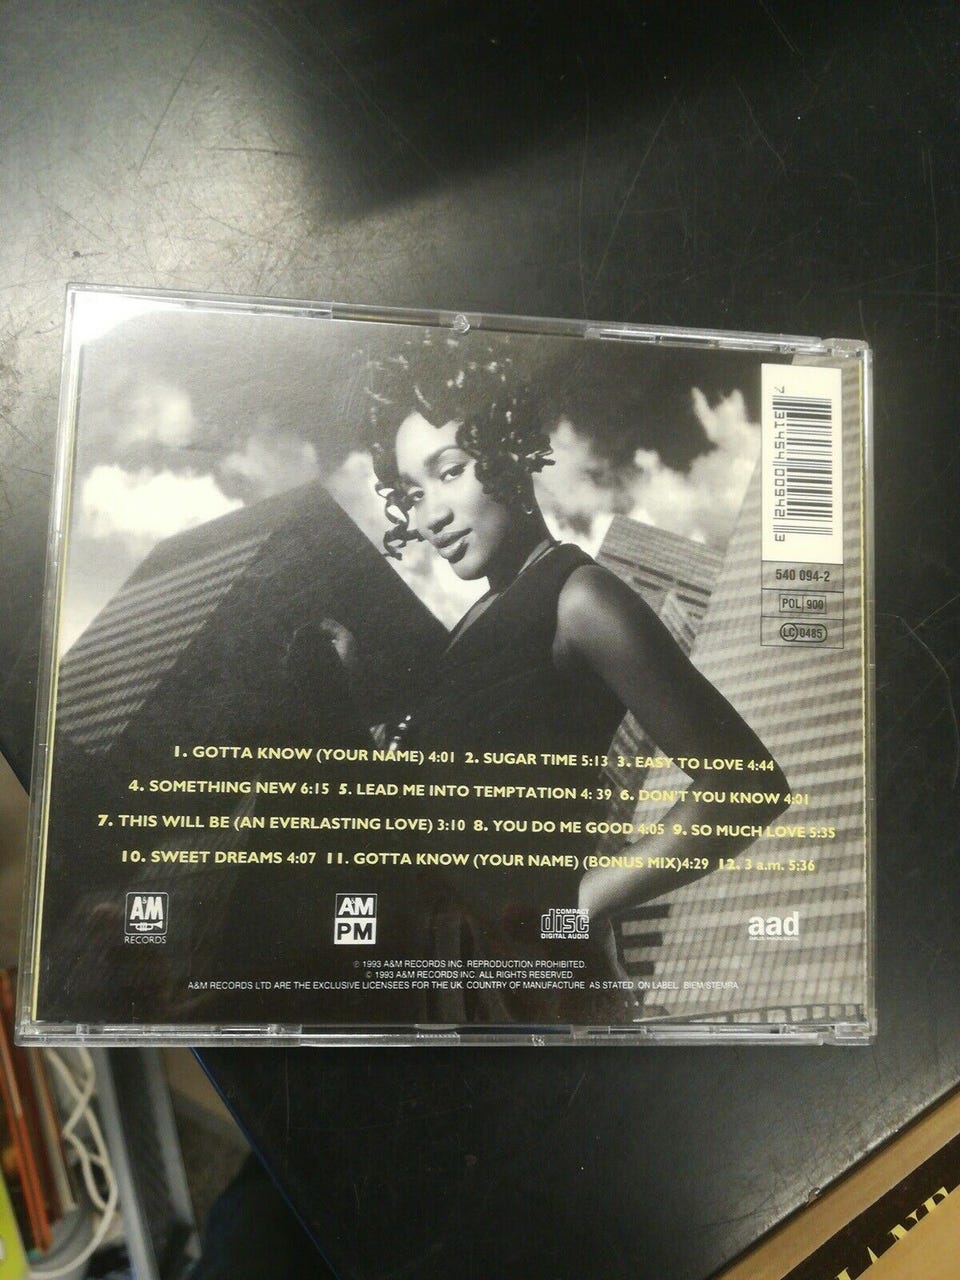 7 31454 00942 3
540 094-2
POL 900
LC 0485
1. GOTTA KNOW (YOUR NAME) 4:01 2. SUGAR TIME 5:13 3. EASY TO LOVE 4:44
4. SOMETHING NEW 6:15 5. LEAD ME INTO TEMPTATION 4: 39 6. DON'T YOU KNOW 4:01
7. THIS WILL BE (AN EVERLASTING LOVE) 3:10 8. YOU DO ME GOOD 4:05 9. SO MUCH LOVE 5:35
10. SWEET DREAMS 4:07 11. GOTTA KNOW (YOUR NAME) (BONUS MIX)4:29 12. 3 a.m. 5:36
A&M
RECORDS
AM
PM
COMPACT
disc
DIGITAL AUDIO
aad
℗ 1993 A&M RECORDS INC. REPRODUCTION PROHIBITED.
© 1993 A&M RECORDS INC. ALL RIGHTS RESERVED
A&M RECORDS LTD ARE THE EXCLUSIVE LICENSEES FOR THE UK. COUNTRY OF MANUFACTURE AS STATED ON LABEL. BIEM/STEMRA